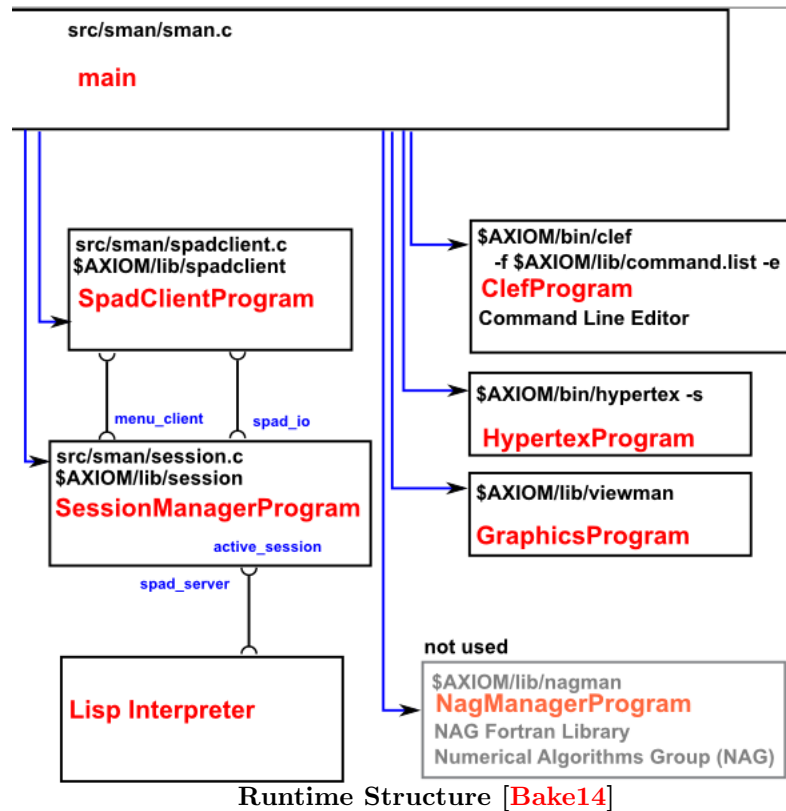 src/sman/sman.c
main
src/sman/spadclient.c
$AXIOM/lib/spadclient
SpadClientProgram
menu_client
spad_io
src/sman/session.c
$AXIOM/lib/session
SessionManagerProgram
active_session
spad_server
Lisp Interpreter
$AXIOM/bin/clef
-f $AXIOM/lib/command.list -e
ClefProgram
Command Line Editor
$AXIOM/bin/hypertex -s
HypertexProgram
$AXIOM/lib/viewman
GraphicsProgram
not used
$AXIOM/lib/nagman
NagManagerProgram
NAG Fortran Library
Numerical Algorithms Group (NAG)
Runtime Structure [Bake14]